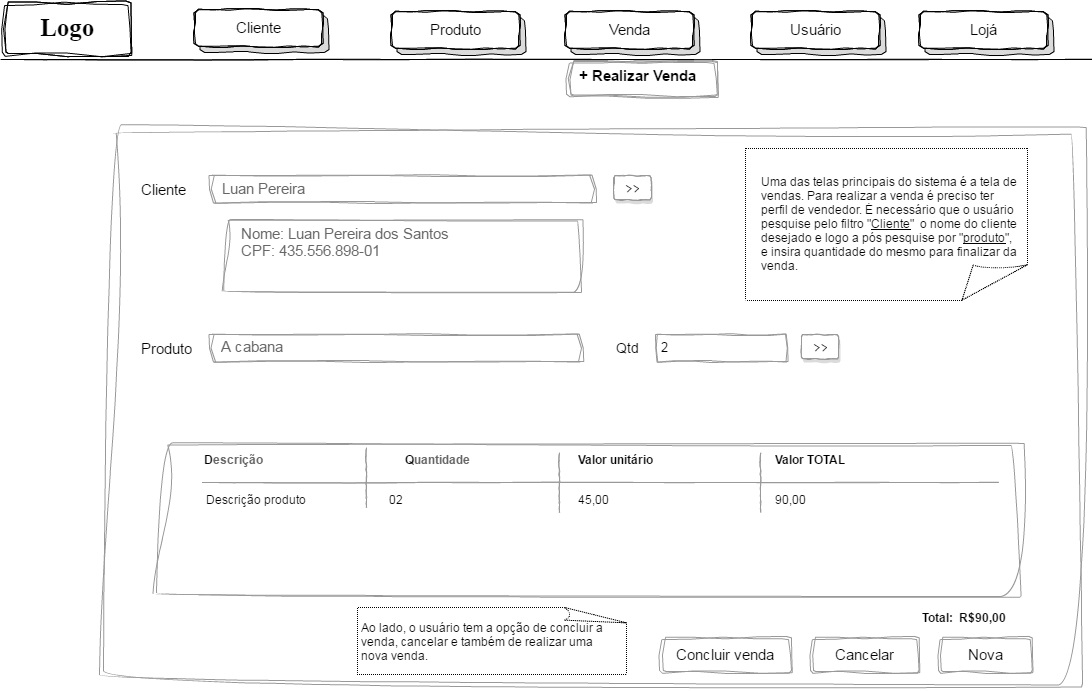 Logo
Cliente
Produto
Venda
Usuário
Lojá
+ Realizar Venda
Cliente
Luan Pereira
>>
Nome: Luan Pereira dos Santos
CPF: 435.556.898-01
Uma das telas principais do sistema é a tela de
vendas. Para realizar a venda é preciso ter
perfil de vendedor. É necessário que o usuário
pesquise pelo filtro "Cliente"  o nome do cliente
desejado e logo a pós pesquise por "produto",
e insira quantidade do mesmo para finalizar da
venda.
Produto
A cabana
Qtd
2
>>
Descrição Quantidade Valor unitário Valor TOTAL
Descrição produto 02 45,00 90,00
Total: R$90,00
Ao lado, o usuário tem a opção de concluir a
venda, cancelar e também de realizar uma
nova venda.
Concluir venda
Cancelar
Nova